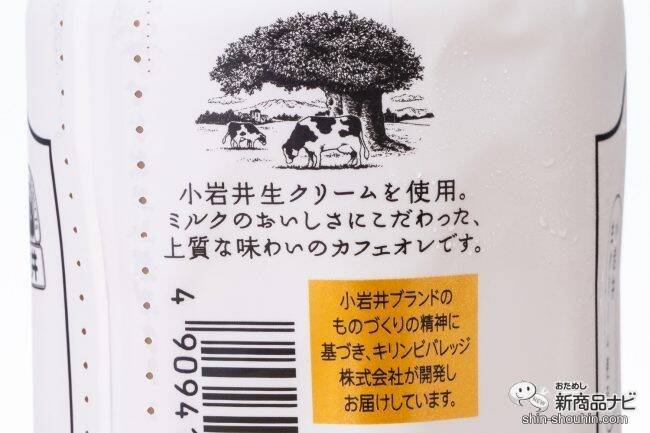 小岩井生クリームを使用。
ミルクのおいしさにこだわった、
上質な味わいのカフェオレです。
小岩井ブランドの
ものづくりの精神に
基づき、キリンビバレッジ
株式会社が開発し
お届けしています。
4 9094
おためし
新商品ナビ
shin-shouhin.com